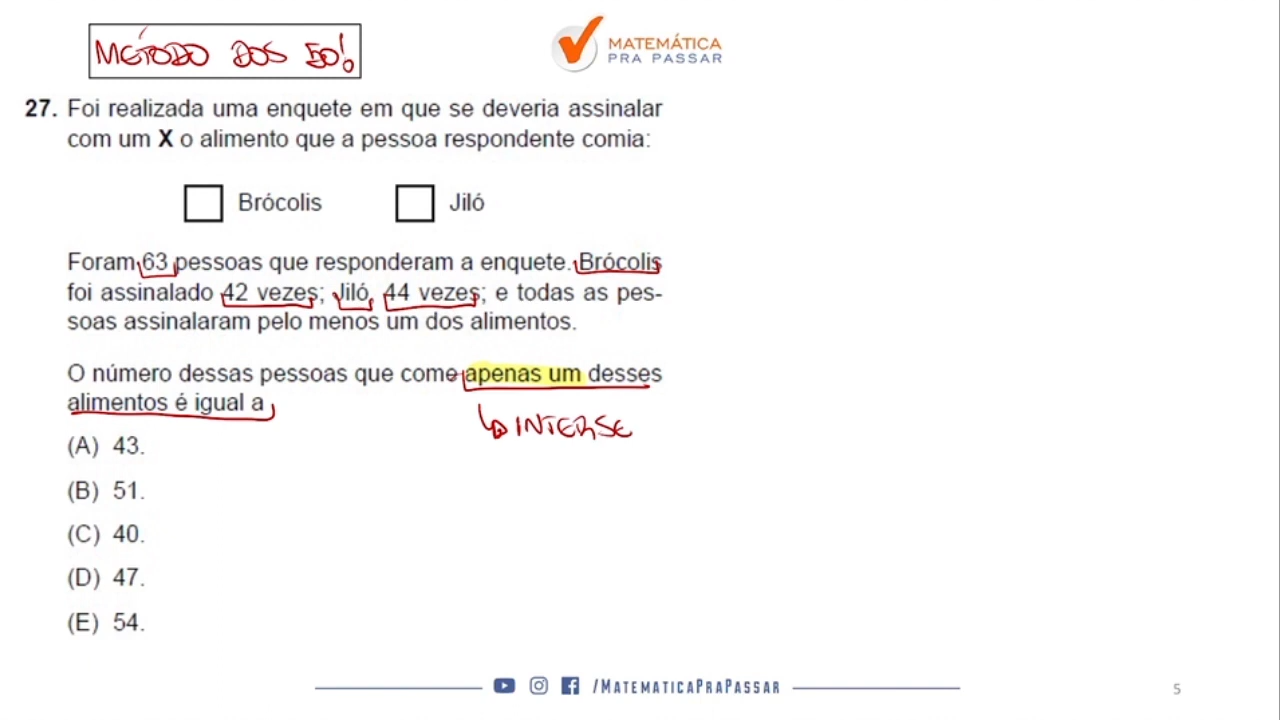 MÉTODO DOS 50!
MATEMÁTICA
PRA PASSAR
27. Foi realizada uma enquete em que se deveria assinalar
com um X o alimento que a pessoa respondente comia:
Brócolis Jiló
Foram 63 pessoas que responderam a enquete. Brócolis
foi assinalado 42 vezes; Jiló, 44 vezes; e todas as pes-
soas assinalaram pelo menos um dos alimentos.
O número dessas pessoas que come apenas um desses
alimentos é igual a
INTERSE
(A) 43.
(B) 51.
(C) 40.
(D) 47.
(E) 54.
/MATEMATICAPRAPASSAR
5